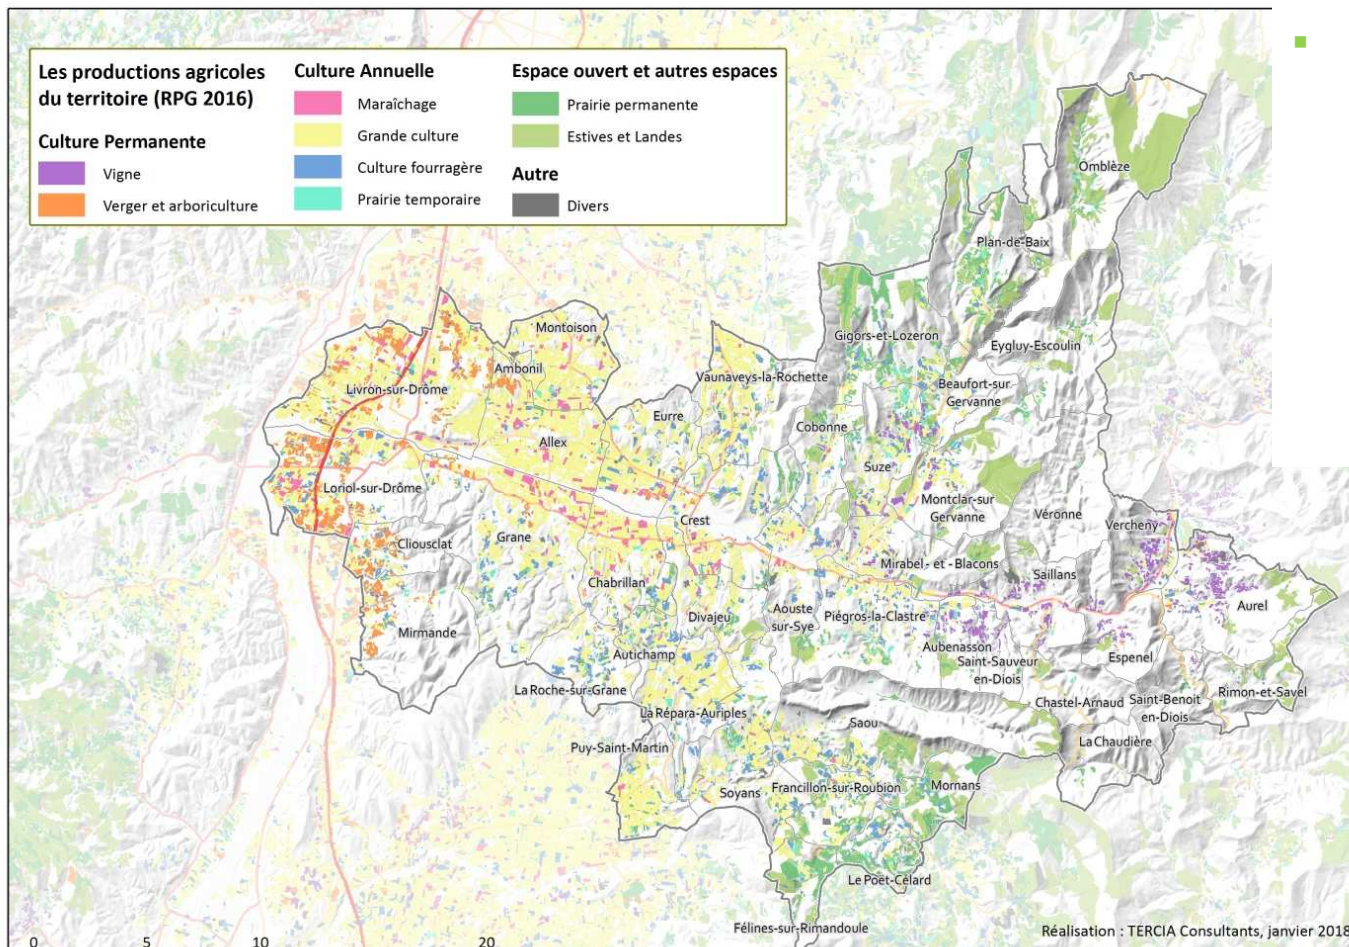 Les productions agricoles
du territoire (RPG 2016)
Culture Permanente
Vigne
Verger et arboriculture
Culture Annuelle
Maraîchage
Grande culture
Culture fourragère
Prairie temporaire
Espace ouvert et autres espaces
Prairie permanente
Estives et Landes
Autre
Divers
Omblèze
Plan-de-Baix
Montoison
Gigors-et-Lozeron
Eygluy-Escoulin
Ambonil
Vaunaveys-la-Rochette
Livron-sur-Drôme
Beaufort-sur
Gervanne
Eurre
Cobonne
Allex
Suze
Loriol-sur-Drôme
Montclar-sur
Gervanne
Véronne
Crest
Vercheny
Grane
Cliousclat
Mirabel - et - Blacons
Saillans
Chabrillan
Aurel
Divajeu
Aouste
sur-Sye
Piégros-la-Clastre
Mirmande
Aubenasson
Autichamp
Saint-Sauveur
en-Diois
Espenel
La Roche-sur-Grane
Rimon-et-Savel
Chastel-Arnaud
Saint-Benoit
en-Diois
La Répara-Auriples
Saou
La Chaudière
Puy-Saint-Martin
Soyans
Francillon-sur-Roubion
Mornans
Le Poët-Célard
Félines-sur-Rimandoule
Réalisation : TERCIA Consultants, janvier 2018
0 5 10 20